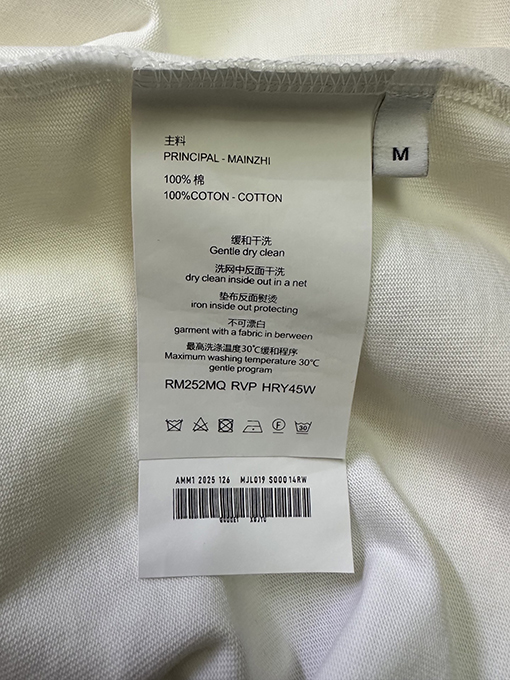 主料
PRINCIPAL - MAINZHI
100% 棉
100%COTON - COTTON
M
缓和干洗
Gentle dry clean
洗网中反面干洗
dry clean inside out in a net
垫布反面熨烫
iron inside out protecting
不可漂白
garment with a fabric in berween
最高洗涤温度30℃缓和程序
Maximum washing temperature 30℃
gentle program
RM252MQ RVP HRY45W
F
30
AMM1 2025 126 MJL019 S00014RW